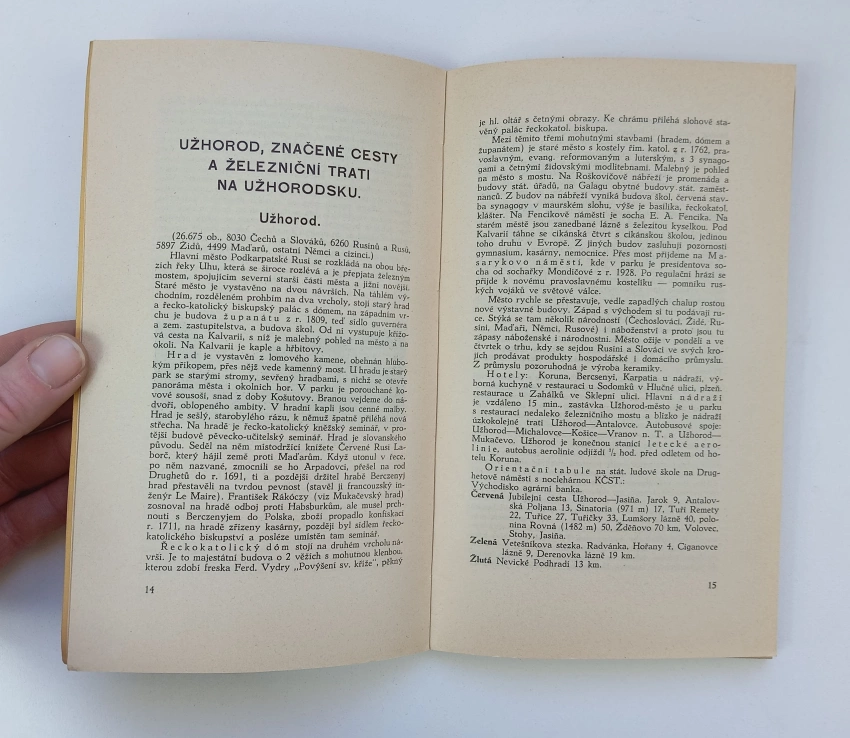 UŽHOROD, ZNAČENÉ CESTY
A ŽELEZNIČNÍ TRATI
NA UŽHORODSKU.
Užhorod.
(26.675 ob., 8030 Čechů a Slováků, 6260 Rusínů a Rusů,
5897 Židů, 4499 Maďarů, ostatní Němci a cizinci.)
Hlavní město Podkarpatské Rusi se rozkládá na obou bře-
zích řeky Uhu, která se široce rozlévá a je přepjata železným
mostem, spojujícím severní starší části města a jižní novější.
Staré město je vystavěno na dvou návrších. Na táhlém vý-
chodním, rozděleném prohbím na dva vrcholy, stojí starý hrad
a řecko-katolický biskupský palác s dómem, na západním vr-
chu je budova župánatu z r. 1809, teď sídlo guvernéra
a zem. zastupitelstva, a budova škol. Od ní vystupuje křížo-
vá cesta na Kalvarii, s níž je malebný pohled na město a na
okolí. Na Kalvarii je kaple a hřbitovy.
Hrad je vystavěn z lomového kamene, obehnán hlubo-
kým příkopem, přes nějž vede kamenný most. U hradu je starý
park se starými stromy, sevřený hradbami, s nichž se otevře
panoráma města i okolních hor. V parku je porouchané ko-
vové sousoší, snad z doby Košutovy. Branou vejdeme do ná-
dvoří, oblopeného ambity. V hradní kapli jsou cenné malby.
Hrad je sešlý, starobylého rázu, k němuž špatně přiléhá nová
střecha. Na hradě je řecko-katolický kněžský seminář, v pro-
tější budově pěvecko-učitelský seminář. Hrad je slovanského
původu. Seděl na něm místodržící knížete Červené Rusi La-
borč, který hájil země proti Maďarům. Když utonul v řece,
po něm nazvané, zmocnili se ho Arpadovci, přešel na rod
Drughetů do r. 1691, ti a pozdější držitel hrabě Berczenyj
hrad přestavěli na tvrdou pevnost (stavěl ji francouzský in-
ženýr Le Maire). František Rákóczy (viz Mukačevský hrad)
zosnoval na hradě odboj proti Habsburkům, ale musel prch-
nouti s Berczenyjem do Polska, zboží propadlo konfiskaci
r. 1711, na hradě zřízeny kasárny, později byl sídlem řecko-
katolického biskupství a posléze umístěn tam seminář.
Řeckokatolický dóm stojí na druhém vrcholu ná-
vrší. Je to majestátní budova o 2 věžích s mohutnou klenbou,
kterou zdobí freska Ferd. Vydry „Povýšení sv. kříže", pěkný
14
je hl. oltář s četnými obrazy. Ke chrámu přiléhá slohově sta-
věný palác řeckokatol. biskupa.
Mezi těmito třemi mohutnými stavbami (hradem, dómem a
župánatem) je staré město s kostely řím. katol. z r. 1762, pra-
voslavným, evang. reformovaným a luterským, s 3 synago-
gami a četnými židovskými modlitebnami. Malebný je pohled
na město s mostu. Na Roškovičově nábřeží je promenáda a
budovy stát. úřadů, na Galagu obytné budovy stát. zaměst-
nanců. Z budov na nábřeží vyniká budova škol, červená stav-
ba synagogy v maurském slohu, výše je basilika, řeckokatol.
klášter. Na Fencikově náměstí je socha E. A. Fencika. Na
starém městě jsou zanedbané lázně s železitou kyselkou. Pod
Kalvarií táhne se cikánská čtvrť s cikánskou školou, jedinou
toho druhu v Evropě. Z jiných budov zasluhují pozornosti
gymnasium, kasárny, nemocnice. Přes most přijdeme na Ma-
sarykovo náměstí, kde v parku je presidentova so-
cha od sochařky Mondičové z r. 1928. Po regulační hrázi se
přijde k novému pravoslavnému kostelíku — pomníku rus-
kých vojáků ve světové válce.
Město rychle se přestavuje, vedle zapadlých chalup rostou
nové výstavné budovy. Západ s východem si tu podávají ruce.
Stýká se tam několik národností (Čechoslováci, Židé, Ru-
síni, Maďaři, Němci, Rusové) i náboženství a proto jsou tu
zápasy náboženské i národnostní. Město ožije v pondělí a ve
čtvrtek o trhu, kdy se sejdou Rusíni a Slováci ve svých kro-
jích prodávat produkty hospodářské i domácího průmyslu.
Z průmyslu pozoruhodná je výroba keramiky.
Hotely: Koruna, Bercsenyi, Karpatia u nádraží, vý-
borná kuchyně v restauraci u Sodomků v Hlučné ulici, plzeň.
restaurace u Zahálků ve Sklepní ulici. Hlavní nádraží
je vzdáleno 15 min., zastávka Užhorod-město je u parku
s restaurací nedaleko železničního mostu a blízko je nádraží
úzkokolejné trati Užhorod—Antalovce. Autobusové spoje:
Užhorod—Michalovce—Košice—Vranov n. T. a Užhorod—
Mukačevo. Užhorod je konečnou stanicí letecké aero-
linie, autobus aerolinie odjíždí ½ hod. před odletem od ho-
telu Koruna.
Orientační tabule na stát. ludové škole na Drug-
hetově náměstí a noclehárnou KČST.:
Východisko agrární banka.
Červená Jubilejní cesta Užhorod—Jasiňa. Jarok 9, Antalov-
ská Poljana 13, Sinatoria (971 m) 17, Tuří Remety
22, Tuřice 27, Tuřičky 33, Lumšory lázně 40, polo-
nina Rovná (1482 m) 50, Žděňovo 70 km, Volovec,
Stohy, Jasiňa.
Zelená Vetešníkova stezka. Radvánka, Hořany 4, Ciganovce
lázně 9, Derenovka lázně 19 km.
Žlutá Nevické Podhradí 13 km.
15